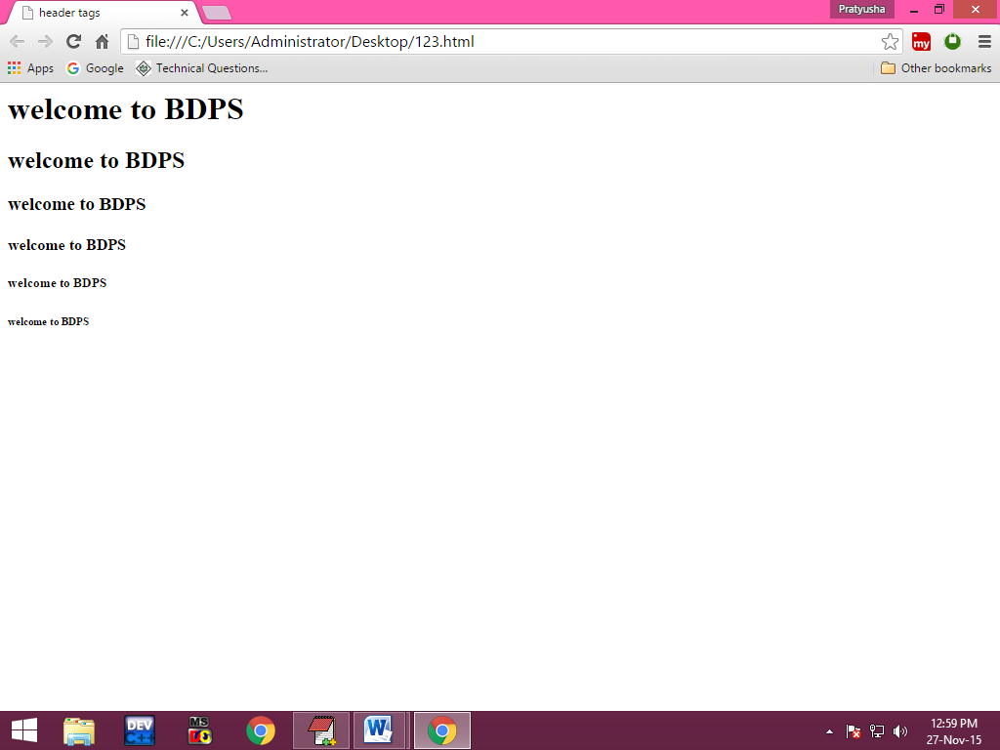 header tags
Pratyusha
file:///C:/Users/Administrator/Desktop/123.html
my
Apps Google Technical Questions... Other bookmarks
welcome to BDPS
welcome to BDPS
welcome to BDPS
welcome to BDPS
welcome to BDPS
welcome to BDPS
DEV C++
MS
W
12:59 PM
27-Nov-15